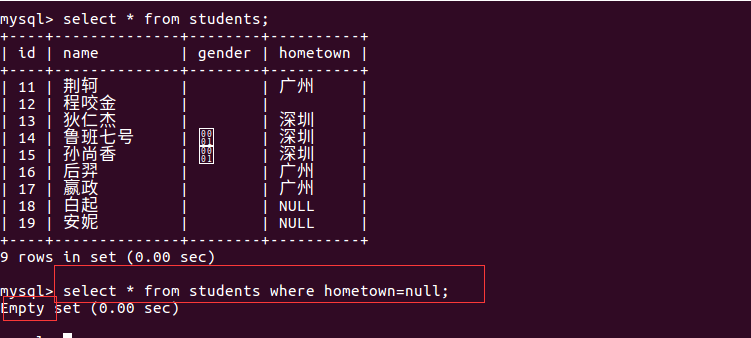 mysql> select * from students;
+----+--------------+--------+----------+
| id | name | gender | hometown |
+----+--------------+--------+----------+
| 11 | 荆轲 | | 广州 |
| 12 | 程咬金 | | |
| 13 | 狄仁杰 | | 深圳 |
| 14 | 鲁班七号 | 0001 | 深圳 |
| 15 | 孙尚香 | 0001 | 深圳 |
| 16 | 后羿 | | 广州 |
| 17 | 嬴政 | | 广州 |
| 18 | 白起 | | NULL |
| 19 | 安妮 | | NULL |
+----+--------------+--------+----------+
9 rows in set (0.00 sec)
mysql> select * from students where hometown=null;
Empty set (0.00 sec)